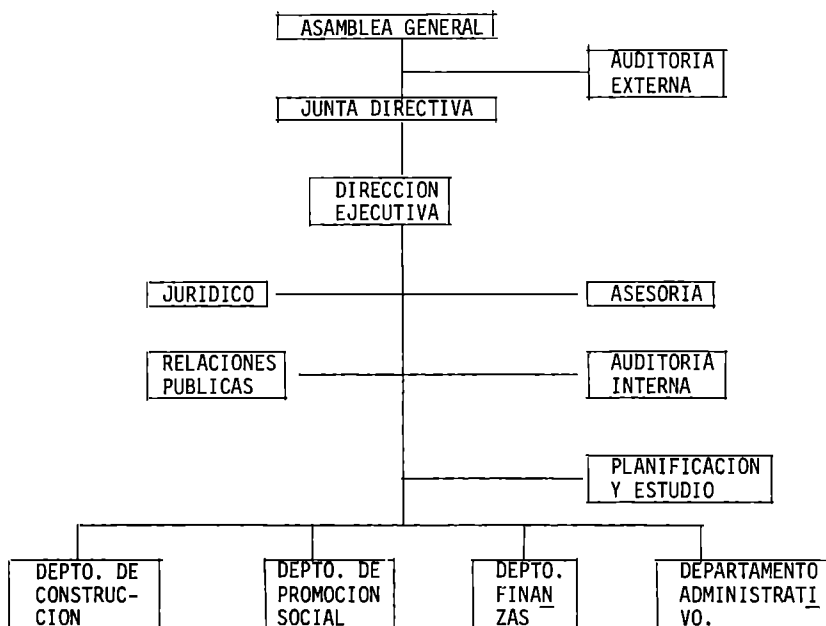 ASAMBLEA GENERAL
AUDITORIA
EXTERNA
JUNTA DIRECTIVA
DIRECCION
EJECUTIVA
JURIDICO
ASESORIA
RELACIONES
PUBLICAS
AUDITORIA
INTERNA
PLANIFICACION
Y ESTUDIO
DEPTO. DE
CONSTRUC-
CION
DEPTO. DE
PROMOCION
SOCIAL
DEPTO.
FINAN
ZAS
DEPARTAMENTO
ADMINISTRATI
VO.